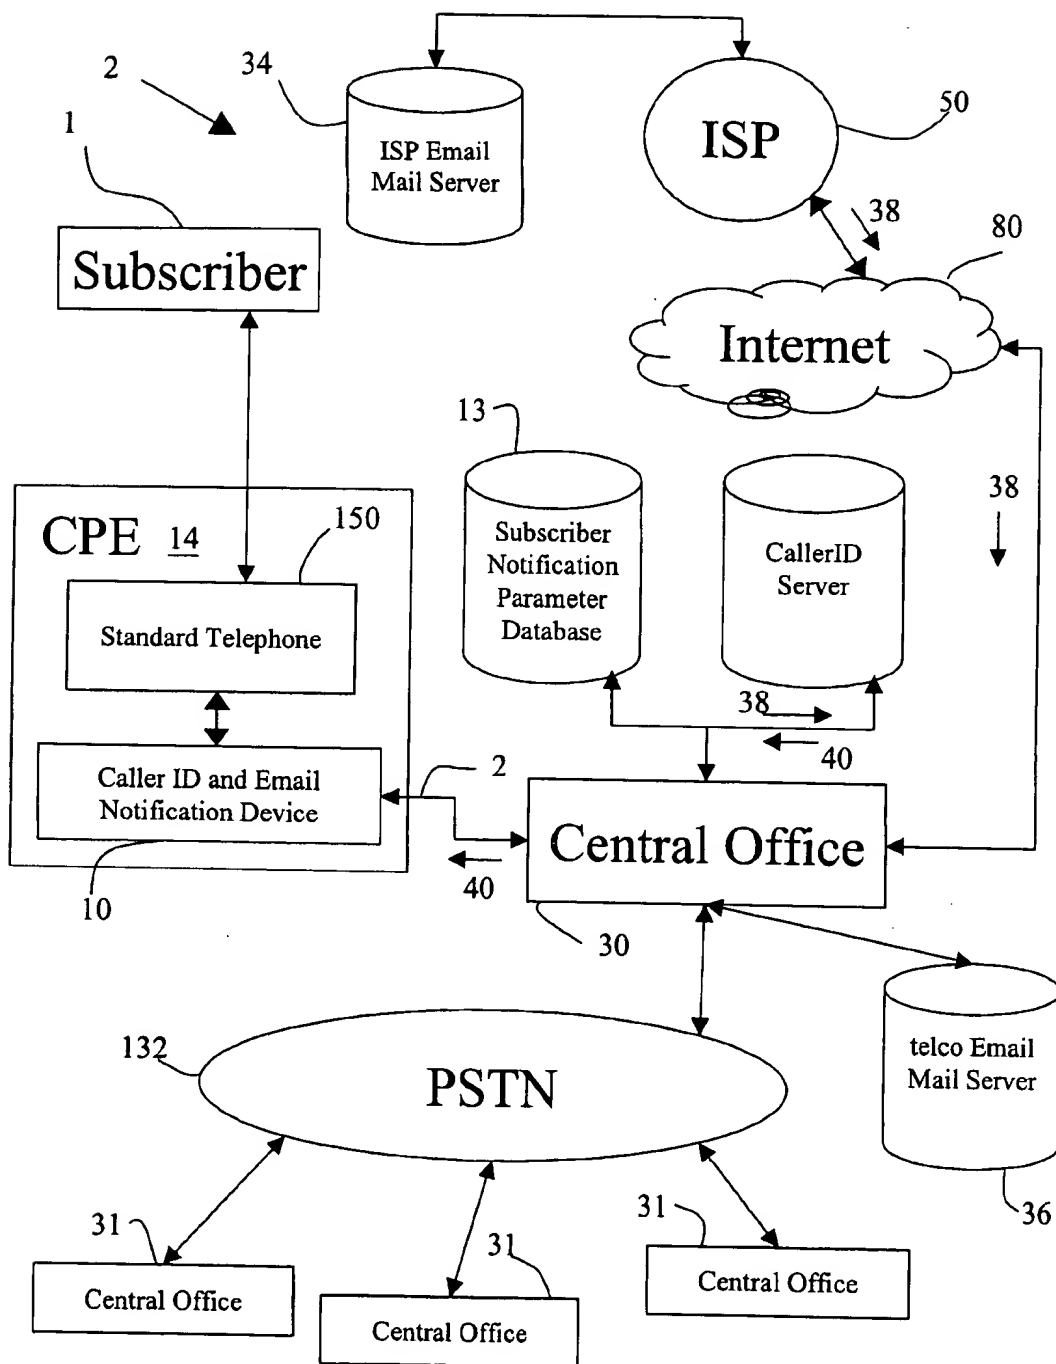 2
34
1
ISP Email
Mail Server
ISP
50
38
80
Subscriber
Internet
13
38
CPE 14
150
Subscriber
Notification
Parameter
Database
CallerID
Server
Standard Telephone
38
40
Caller ID and Email
Notification Device
2
Central Office
10
40
30
132
PSTN
telco Email
Mail Server
36
31
Central Office
31
Central Office
31
Central Office